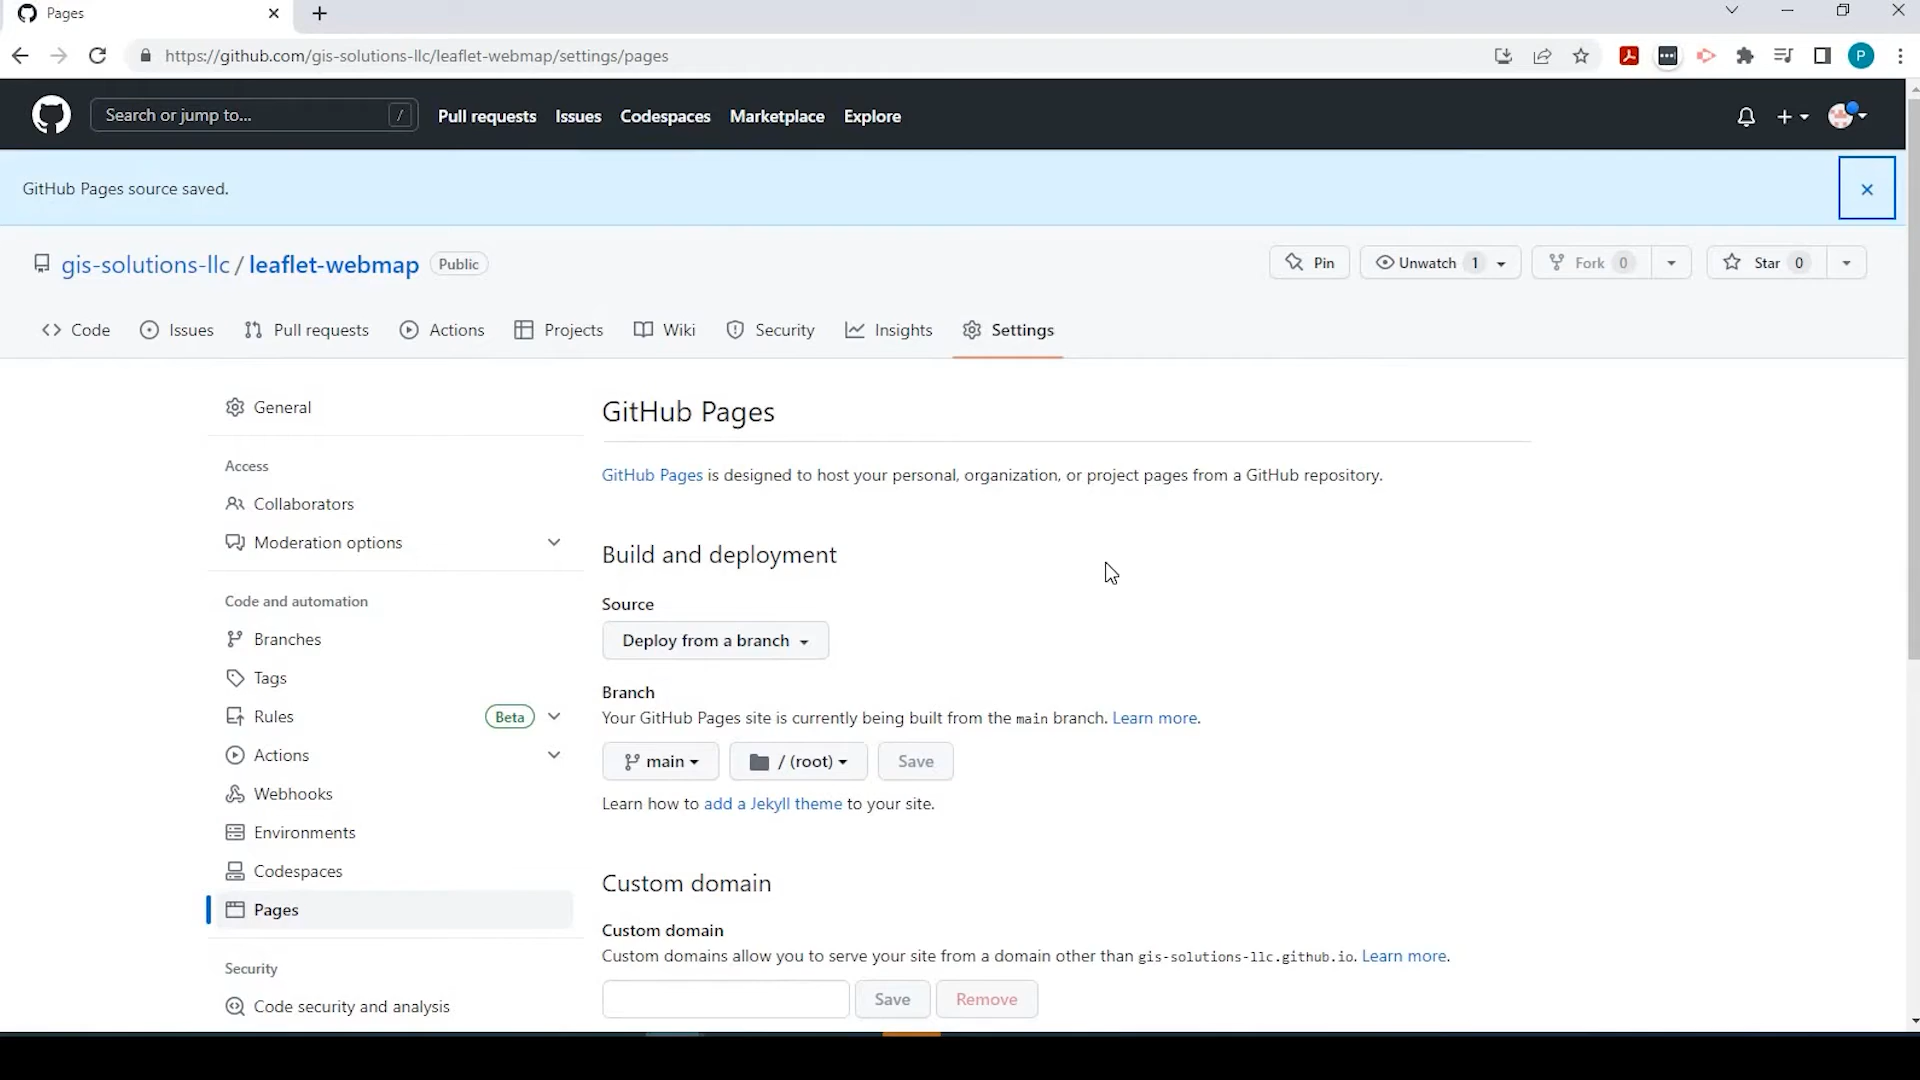 Pages
https://github.com/gis-solutions-llc/leaflet-webmap/settings/pages
P
Search or jump to... /
Pull requests Issues Codespaces Marketplace Explore
GitHub Pages source saved.
gis-solutions-llc / leaflet-webmap Public
Pin Unwatch 1 Fork 0 Star 0
Code Issues Pull requests Actions Projects Wiki Security Insights Settings
General
Access
Collaborators
Moderation options
Code and automation
Branches
Tags
Rules Beta
Actions
Webhooks
Environments
Codespaces
Pages
Security
Code security and analysis
GitHub Pages
GitHub Pages is designed to host your personal, organization, or project pages from a GitHub repository.
Build and deployment
Source
Deploy from a branch
Branch
Your GitHub Pages site is currently being built from the main branch. Learn more.
main / (root) Save
Learn how to add a Jekyll theme to your site.
Custom domain
Custom domain
Custom domains allow you to serve your site from a domain other than gis-solutions-llc.github.io. Learn more.
Save Remove